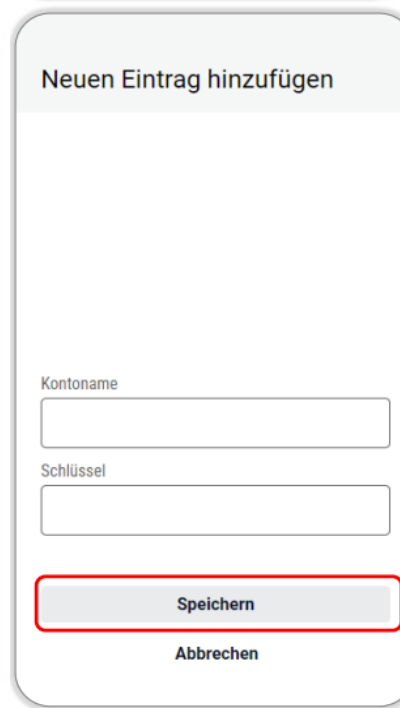 Neuen Eintrag hinzufügen
Kontoname
Schlüssel
Speichern
Abbrechen